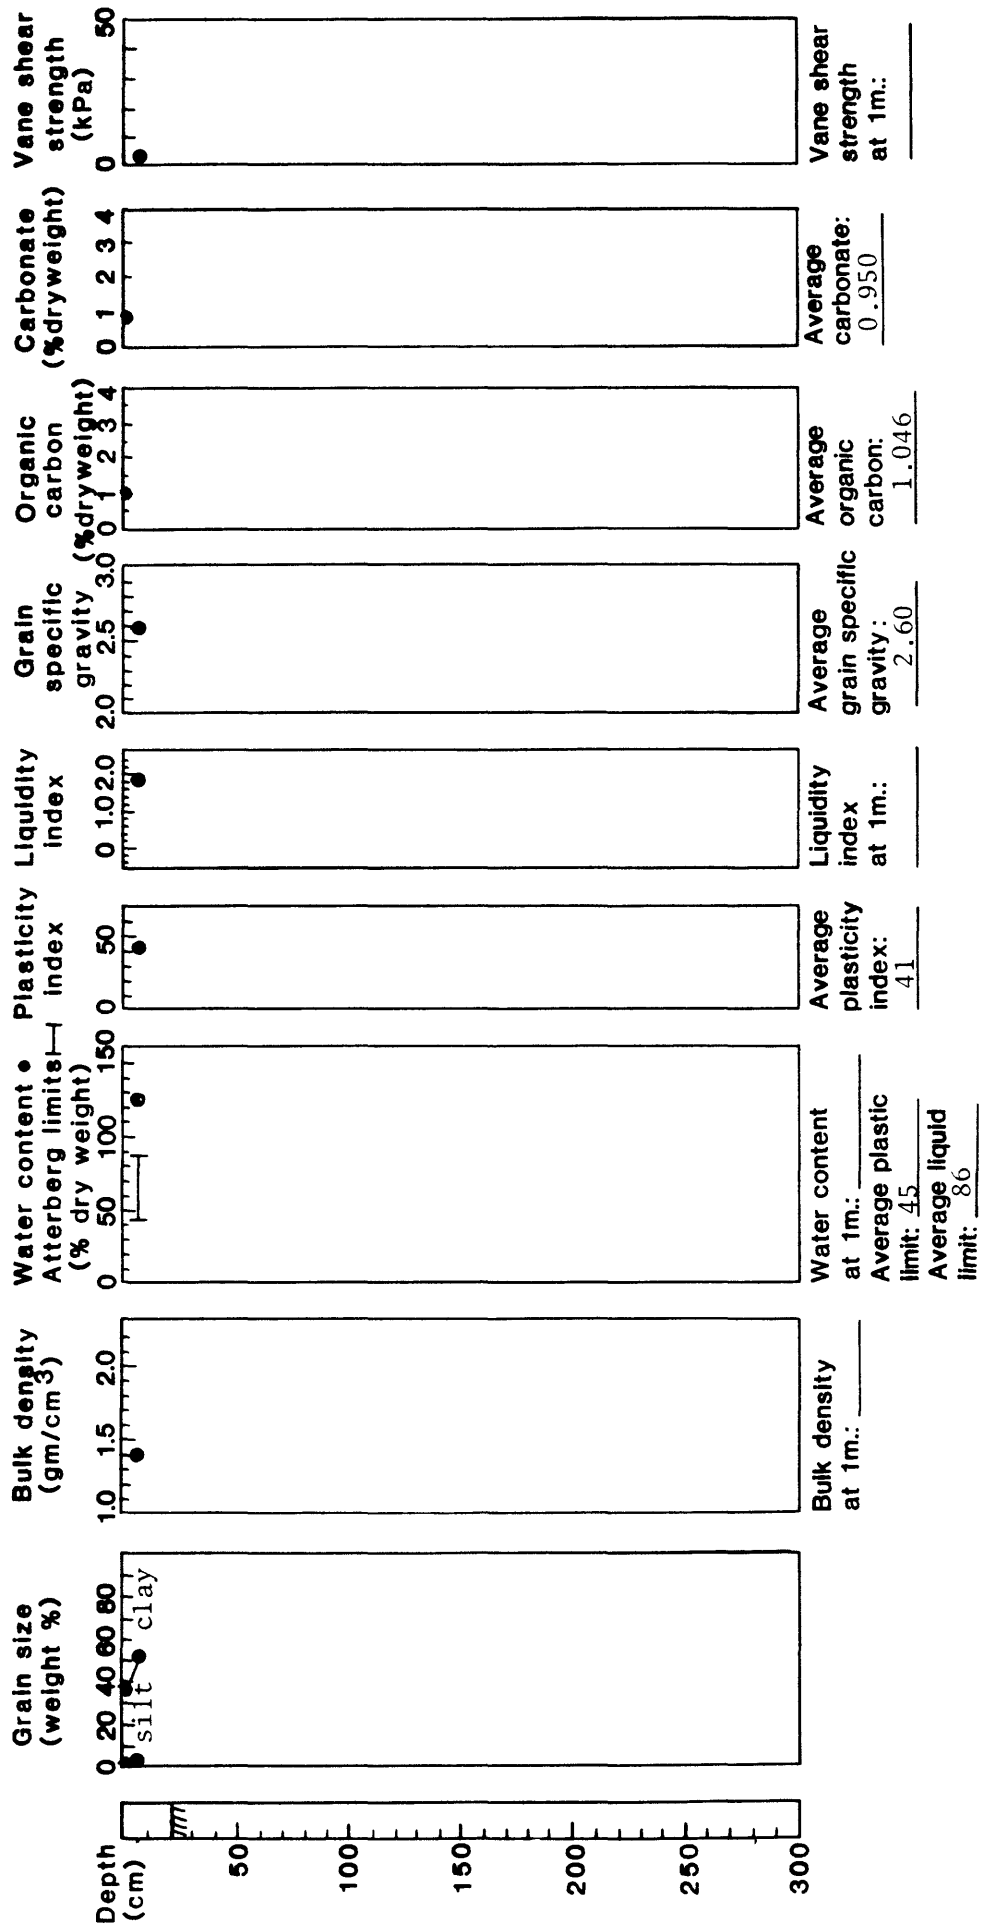 Depth
(cm)
50
100
150
200
250
300
Grain size
(weight %)
0 20 40 60 80
silt clay
Bulk density
(gm/cm3)
1.0 1.5 2.0
Bulk density
at 1m.:
Water content •
Atterberg limits
(% dry weight)
0 50 100 150
Water content
at 1m.:
Average plastic
limit: 45
Average liquid
limit: 86
Plasticity
index
0 50
Average
plasticity
index:
41
Liquidity
index
0 1.0 2.0
Liquidity
index
at 1m.:
Grain
specific
gravity
2.0 2.5 3.0
Average
grain specific
gravity:
2.60
Organic
carbon
(%dryweight)
0 1 2 3 4
Average
organic
carbon:
1.046
Carbonate
(%dryweight)
0 1 2 3 4
Average
carbonate:
0.950
Vane shear
strength
(kPa)
0 50
Vane shear
strength
at 1m.: